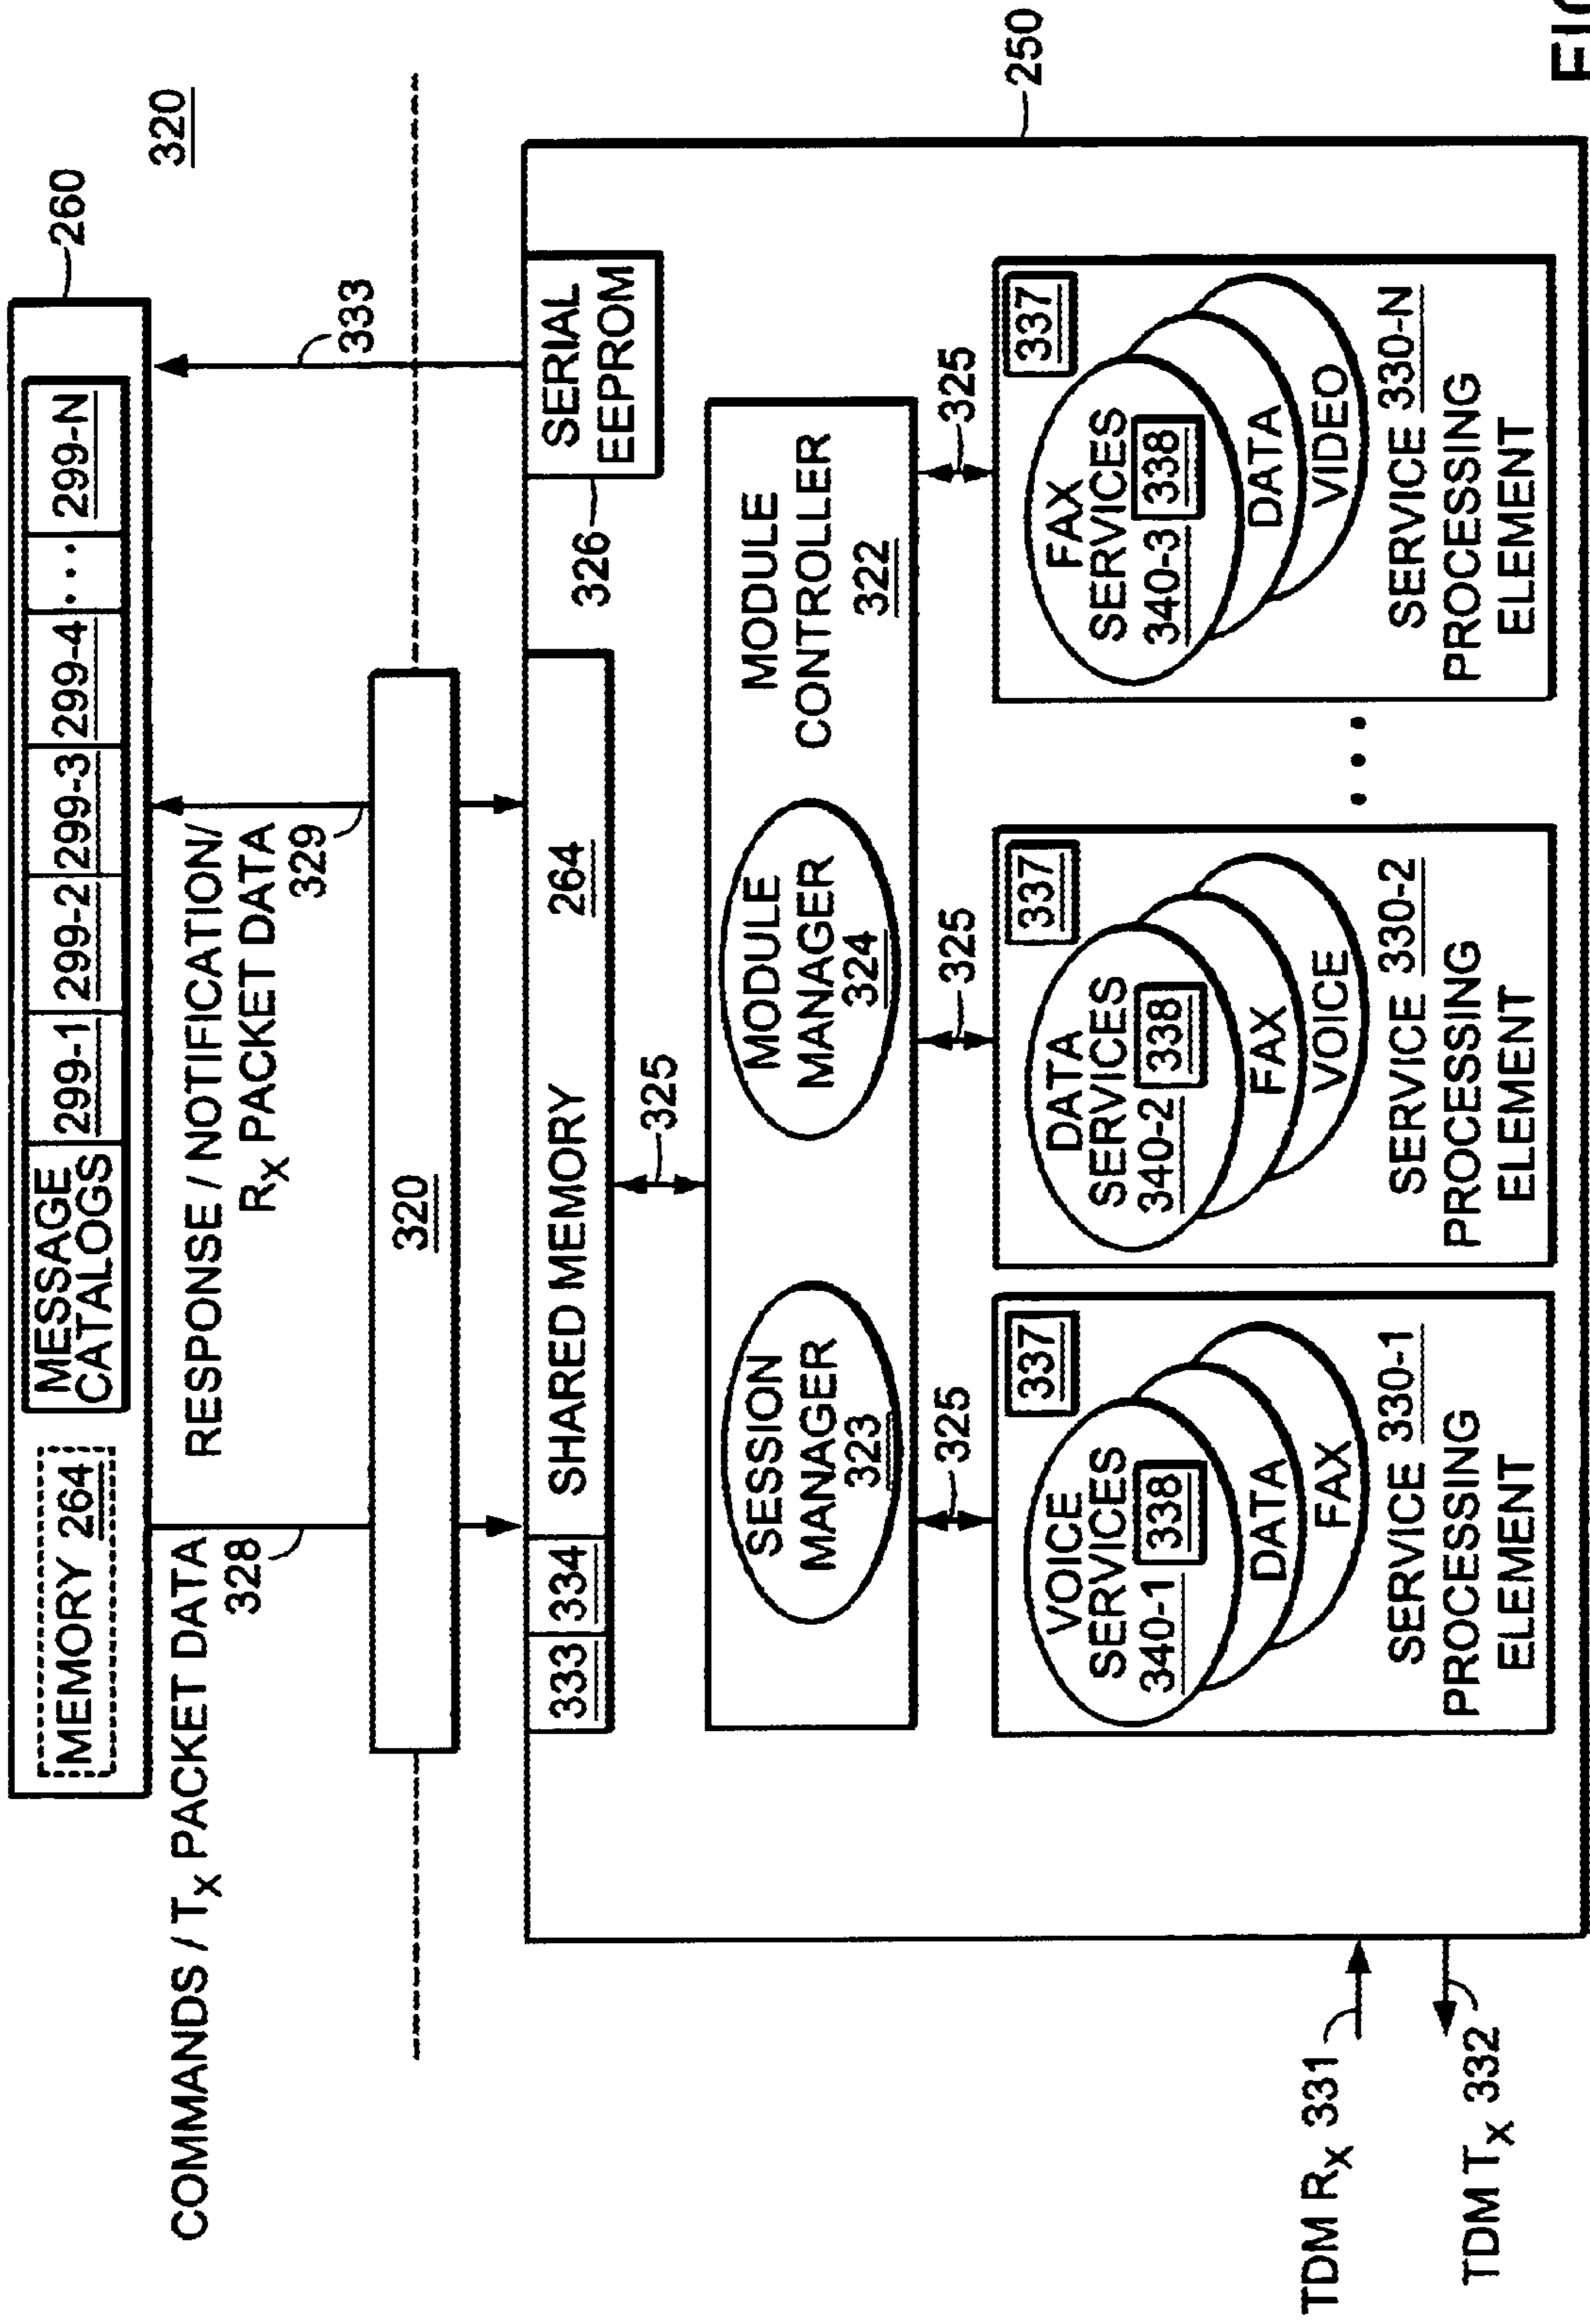 260
MEMORY 264
MESSAGE
CATALOGS
299-1
299-2
299-3
299-4
...
299-N
320
COMMANDS / Tx PACKET DATA
328
RESPONSE / NOTIFICATION/
Rx PACKET DATA
329
333
320
250
333
334
SHARED MEMORY
264
SERIAL
EEPROM
326
325
SESSION
MANAGER
323
MODULE
MANAGER
324
MODULE
CONTROLLER
322
325
325
325
337
VOICE
SERVICES
340-1
338
DATA
FAX
SERVICE 330-1
PROCESSING
ELEMENT
337
DATA
SERVICES
340-2
338
FAX
VOICE
SERVICE 330-2
PROCESSING
ELEMENT
...
337
FAX
SERVICES
340-3
338
DATA
VIDEO
SERVICE 330-N
PROCESSING
ELEMENT
TDM Rx 331
TDM Tx 332